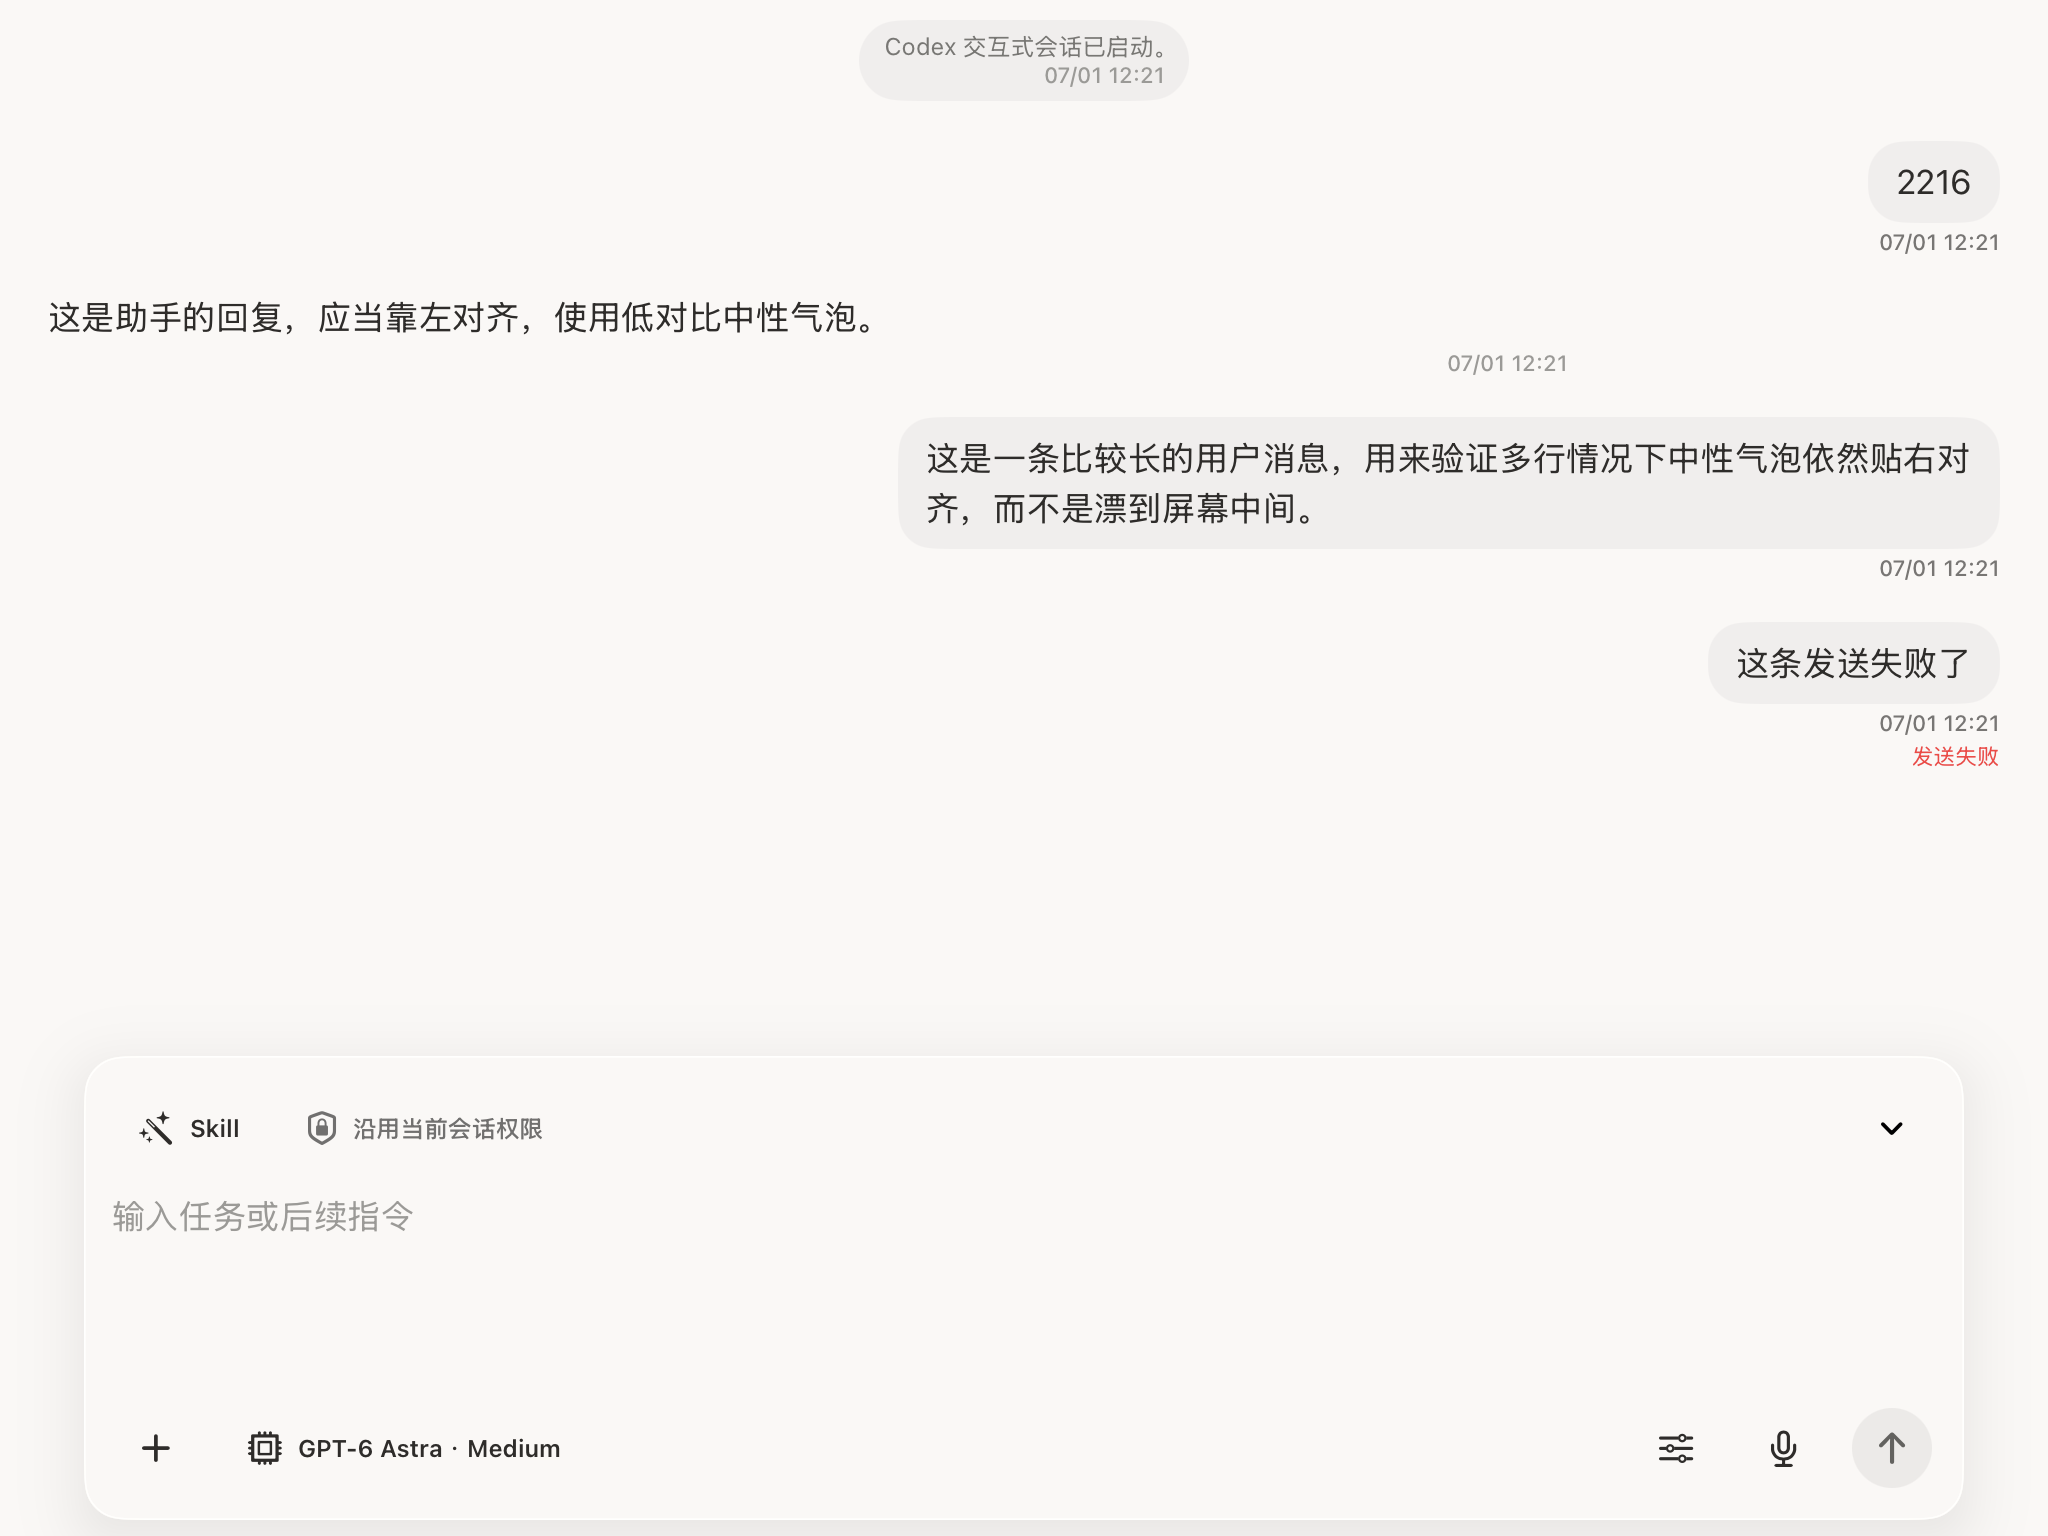 Codex 交互式会话已启动。
07/01 12:21
2216
07/01 12:21
这是助手的回复，应当靠左对齐，使用低对比中性气泡。
07/01 12:21
这是一条比较长的用户消息，用来验证多行情况下中性气泡依然贴右对
齐，而不是漂到屏幕中间。
07/01 12:21
这条发送失败了
07/01 12:21
发送失败
Skill 沿用当前会话权限
输入任务或后续指令
GPT-6 Astra · Medium